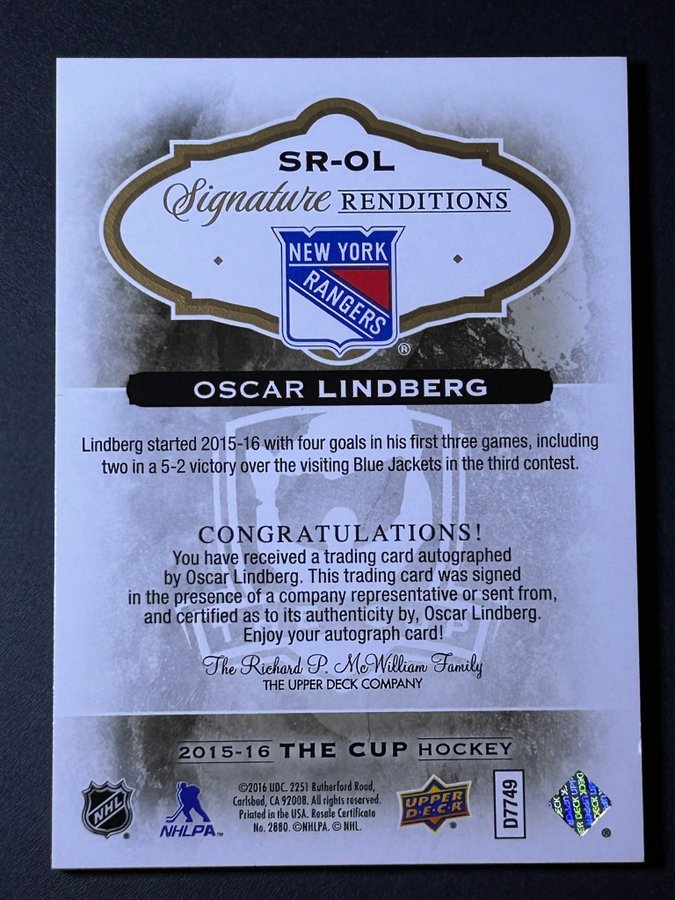 SR-OL
Signature RENDITIONS
NEW YORK
RANGERS
®
OSCAR LINDBERG
Lindberg started 2015-16 with four goals in his first three games, including
two in a 5-2 victory over the visiting Blue Jackets in the third contest.
CONGRATULATIONS!
You have received a trading card autographed
by Oscar Lindberg. This trading card was signed
in the presence of a company representative or sent from,
and certified as to its authenticity by, Oscar Lindberg.
Enjoy your autograph card!
The Richard P. McWilliam Family
THE UPPER DECK COMPANY
2015-16 THE CUP HOCKEY
NHL
NHLPA™
©2016 UDC. 2251 Rutherford Road,
Carlsbad, CA 92008. All rights reserved.
Printed in the USA. Resale Certificate
No. 2880. ©NHLPA. © NHL.
UPPER
DECK
D7749